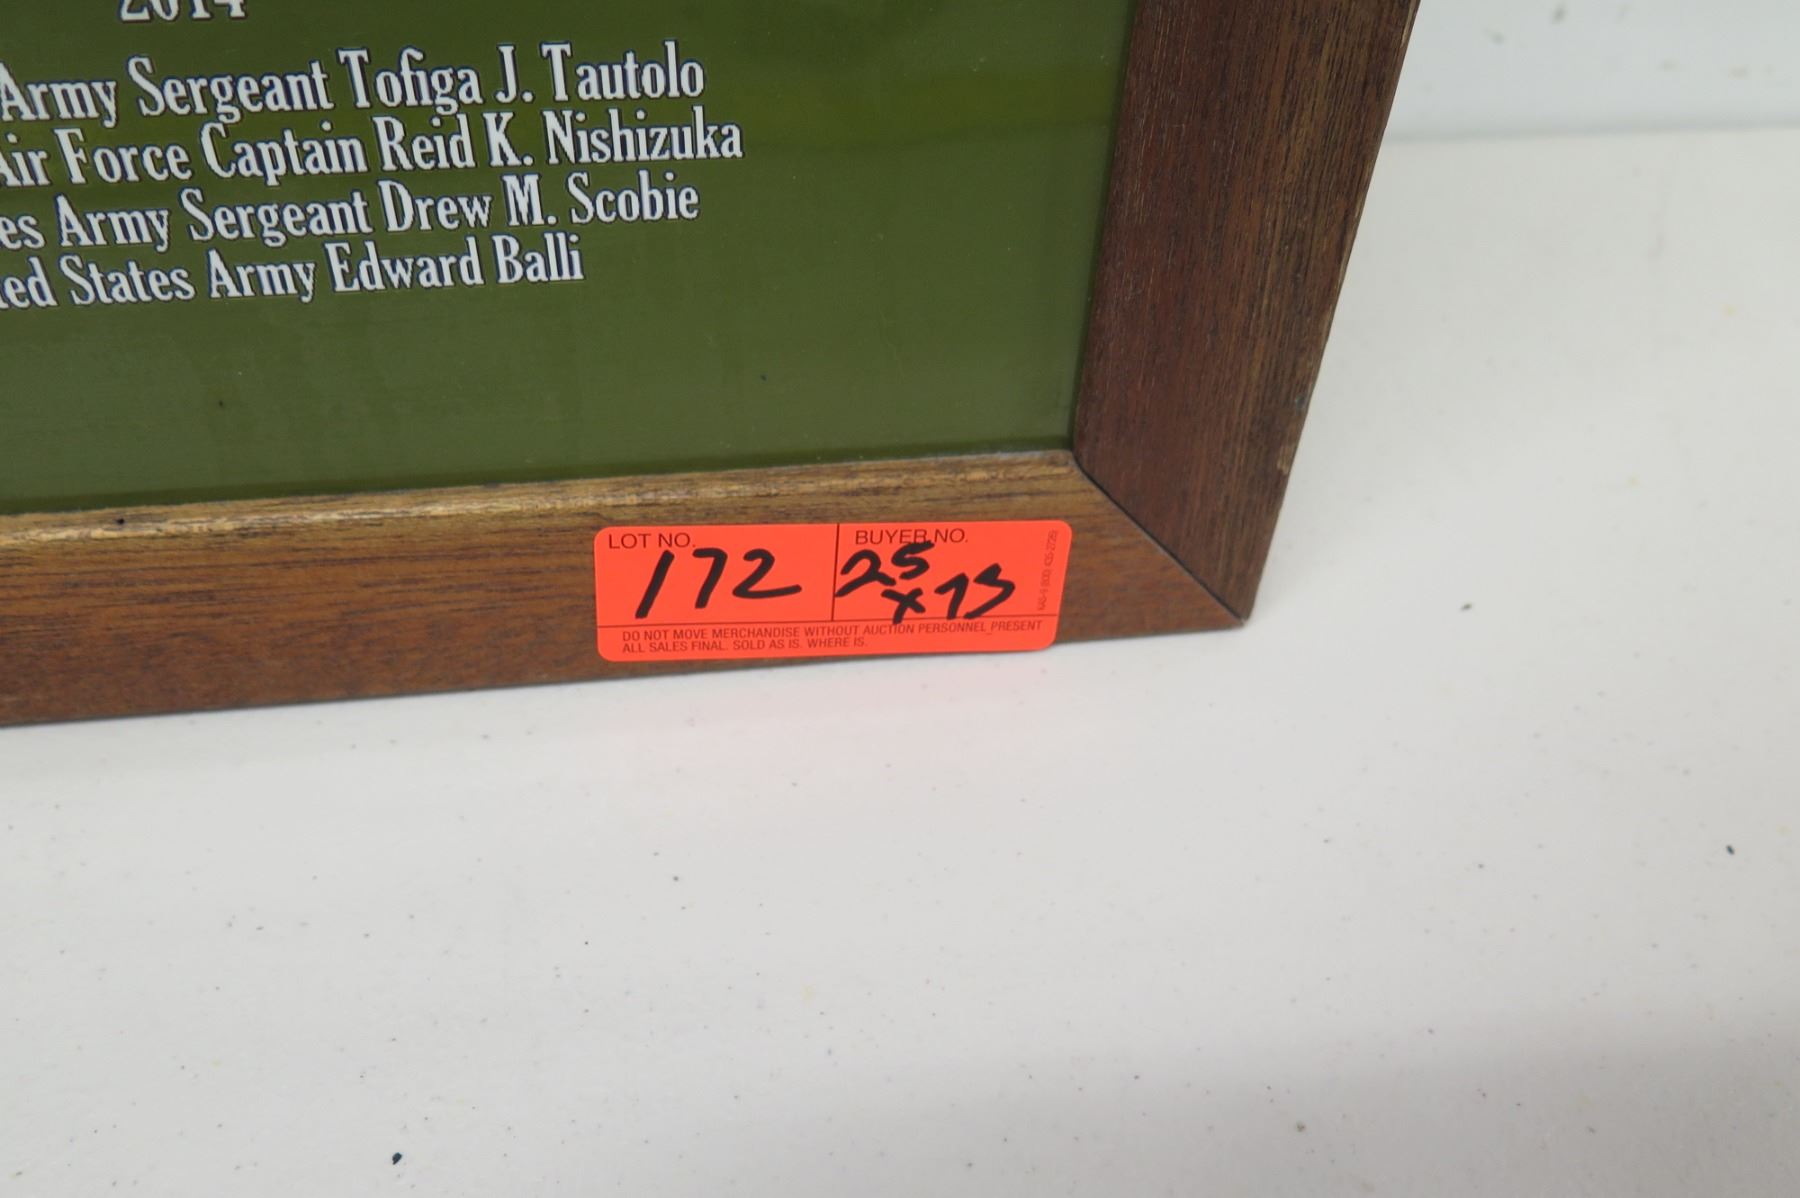 2014
Army Sergeant Tofiga J. Tautolo
Air Force Captain Reid K. Nishizuka
es Army Sergeant Drew M. Scobie
ed States Army Edward Balli
LOT NO.
172
BUYER NO.
25
x 13
DO NOT MOVE MERCHANDISE WITHOUT AUCTION PERSONNEL PRESENT
ALL SALES FINAL. SOLD AS IS. WHERE IS.